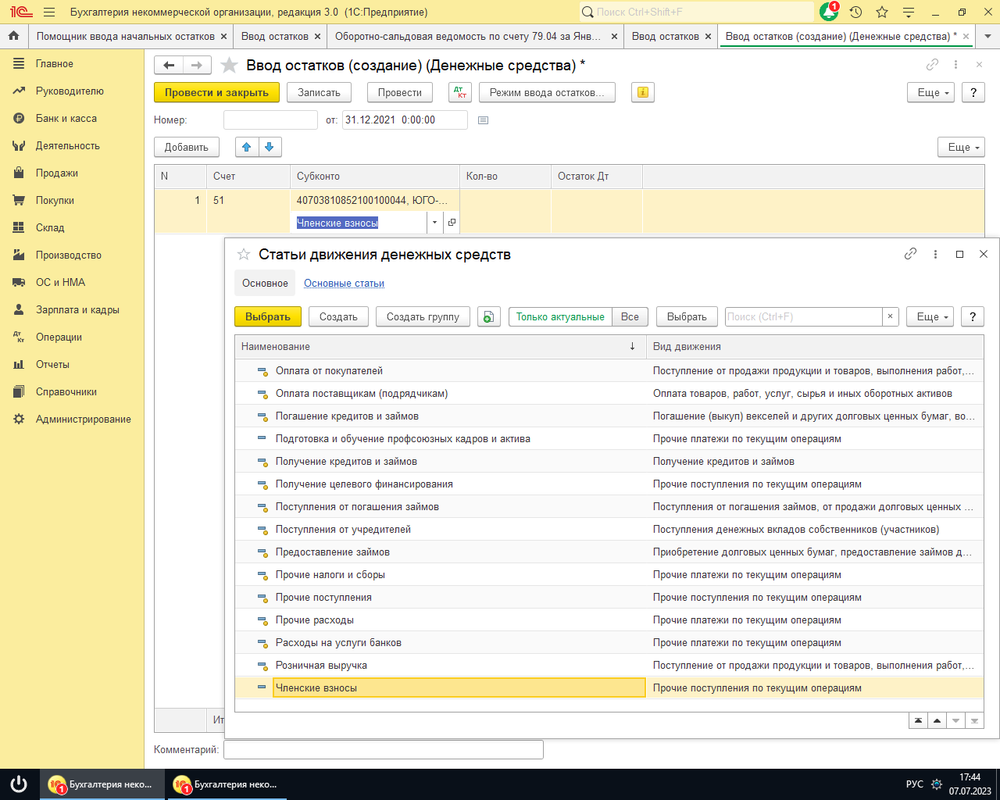 Бухгалтерия некоммерческой организации, редакция 3.0 (1С:Предприятие)
Поиск Ctrl+Shift+F
1
Помощник ввода начальных остатков
Ввод остатков
Оборотно-сальдовая ведомость по счету 79.04 за Янв...
Ввод остатков
Ввод остатков (создание) (Денежные средства) *
Главное
Руководителю
Банк и касса
Деятельность
Продажи
Покупки
Склад
Производство
ОС и НМА
Зарплата и кадры
Операции
Отчеты
Справочники
Администрирование
Ввод остатков (создание) (Денежные средства) *
Провести и закрыть
Записать
Провести
Дт Кт
Режим ввода остатков...
Еще
?
Номер:
от: 31.12.2021 0:00:00
Добавить
Еще
N Счет Субконто Кол-во Остаток Дт
1 51 40703810852100100044, ЮГО-...
Членские взносы
Статьи движения денежных средств
Основное Основные статьи
Выбрать Создать Создать группу Только актуальные Все Выбрать Поиск (Ctrl+F) Еще ?
Наименование Вид движения
Оплата от покупателей Поступление от продажи продукции и товаров, выполнения работ,...
Оплата поставщикам (подрядчикам) Оплата товаров, работ, услуг, сырья и иных оборотных активов
Погашение кредитов и займов Погашение (выкуп) векселей и других долговых ценных бумаг, во...
Подготовка и обучение профсоюзных кадров и актива Прочие платежи по текущим операциям
Получение кредитов и займов Получение кредитов и займов
Получение целевого финансирования Прочие поступления по текущим операциям
Поступления от погашения займов Поступления от погашения займов, от продажи долговых ценных ...
Поступления от учредителей Поступления денежных вкладов собственников (участников)
Предоставление займов Приобретение долговых ценных бумаг, предоставление займов д...
Прочие налоги и сборы Прочие платежи по текущим операциям
Прочие поступления Прочие поступления по текущим операциям
Прочие расходы Прочие платежи по текущим операциям
Расходы на услуги банков Прочие платежи по текущим операциям
Розничная выручка Поступление от продажи продукции и товаров, выполнения работ,...
Членские взносы Прочие поступления по текущим операциям
Ит
Комментарий:
1 Бухгалтерия неко...
1 Бухгалтерия неко...
РУС
17:44
07.07.2023